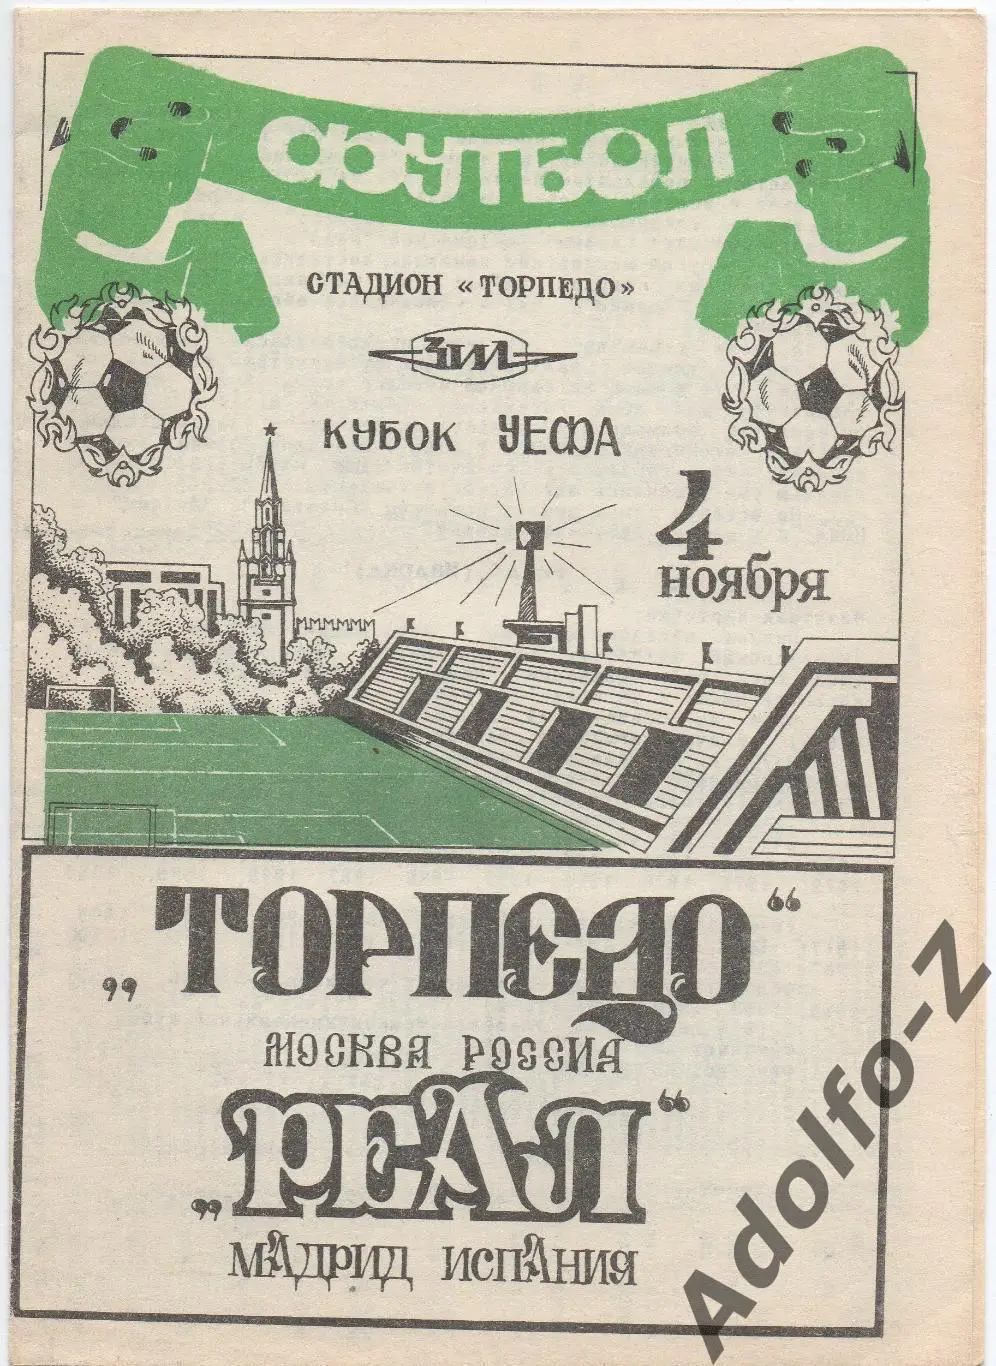 ФУТБОЛ
СТАДИОН «ТОРПЕДО»
ЗИЛ
КУБОК УЕФА
4
НОЯБРЯ
„ТОРПЕДО“
МОСКВА РОССИЯ
„РЕАЛ“
МАДРИД ИСПАНИЯ
Adolfo-Z